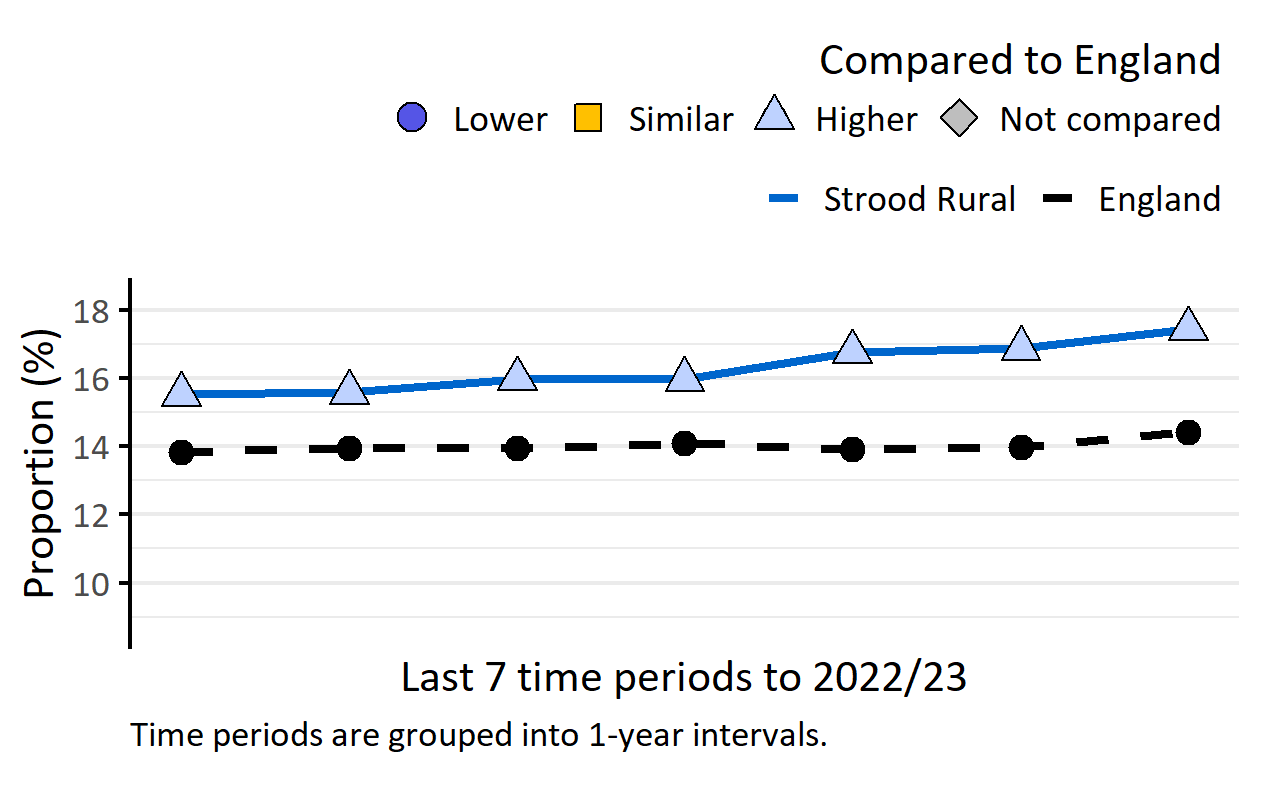 Compared to England
Lower Similar Higher Not compared
Strood Rural England
18
16
14
12
10
Proportion (%)
Last 7 time periods to 2022/23
Time periods are grouped into 1-year intervals.